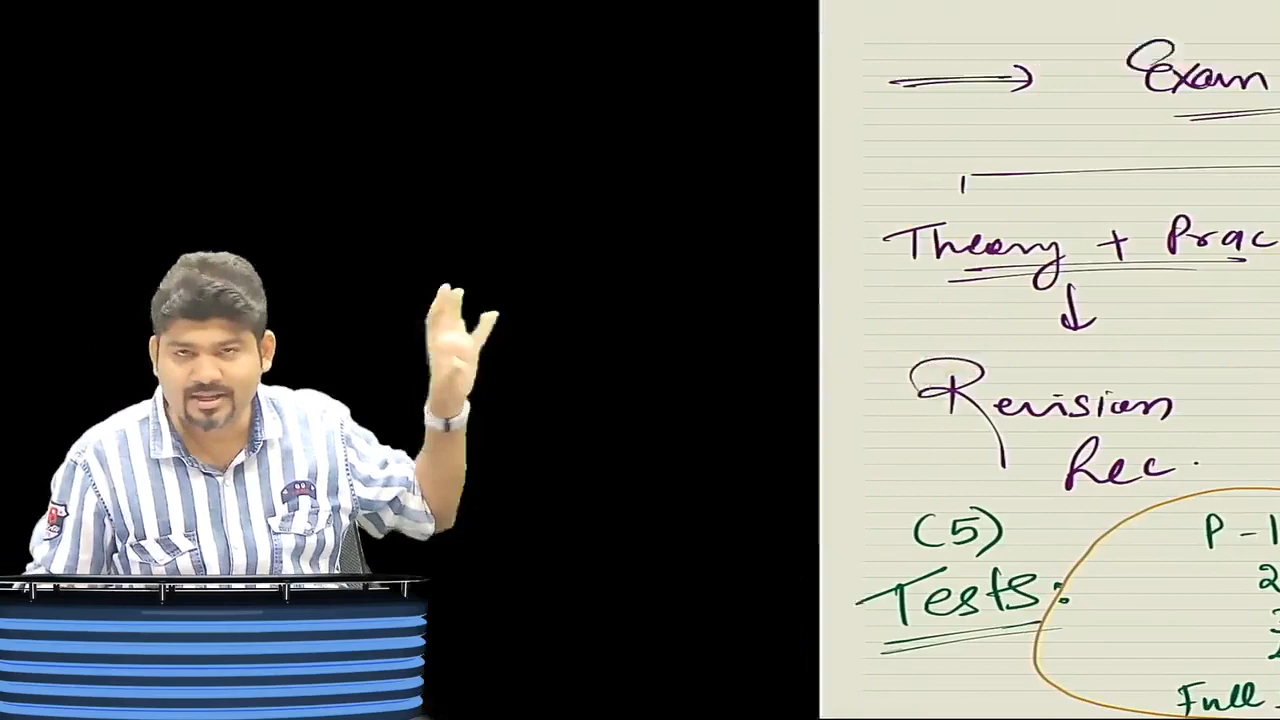 Exam
Theory + Prac
Revision
Rec.
(5)
P-1
Tests:
2
Full